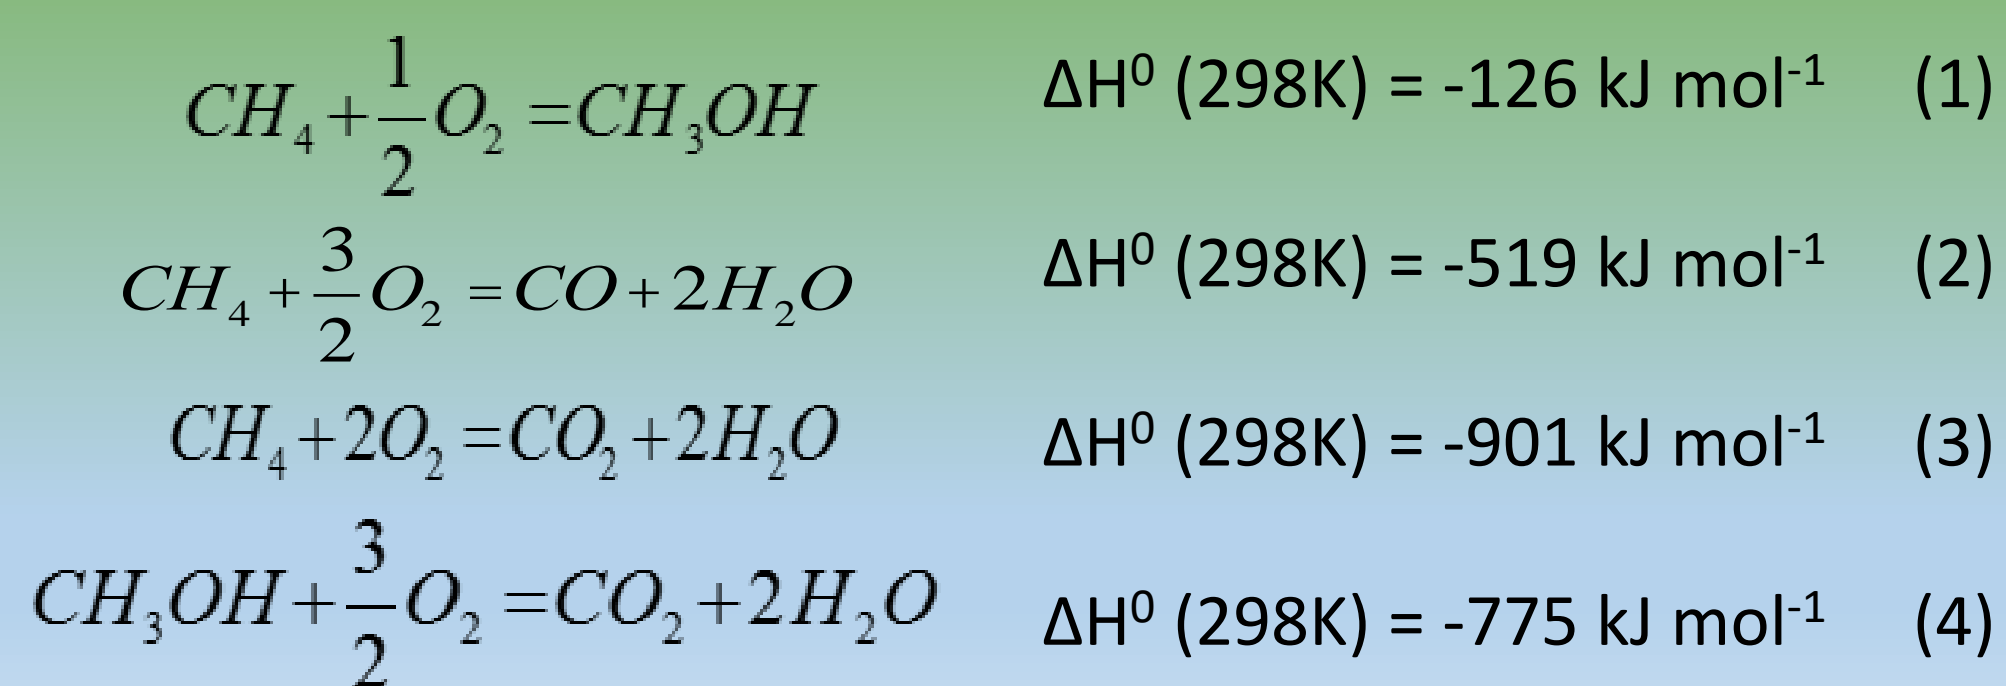 CH₄ + 1/2 O₂ = CH₃OH ΔH⁰ (298K) = -126 kJ mol⁻¹ (1)
CH₄ + 3/2 O₂ = CO + 2H₂O ΔH⁰ (298K) = -519 kJ mol⁻¹ (2)
CH₄ + 2O₂ = CO₂ + 2H₂O ΔH⁰ (298K) = -901 kJ mol⁻¹ (3)
CH₃OH + 3/2 O₂ = CO₂ + 2H₂O ΔH⁰ (298K) = -775 kJ mol⁻¹ (4)